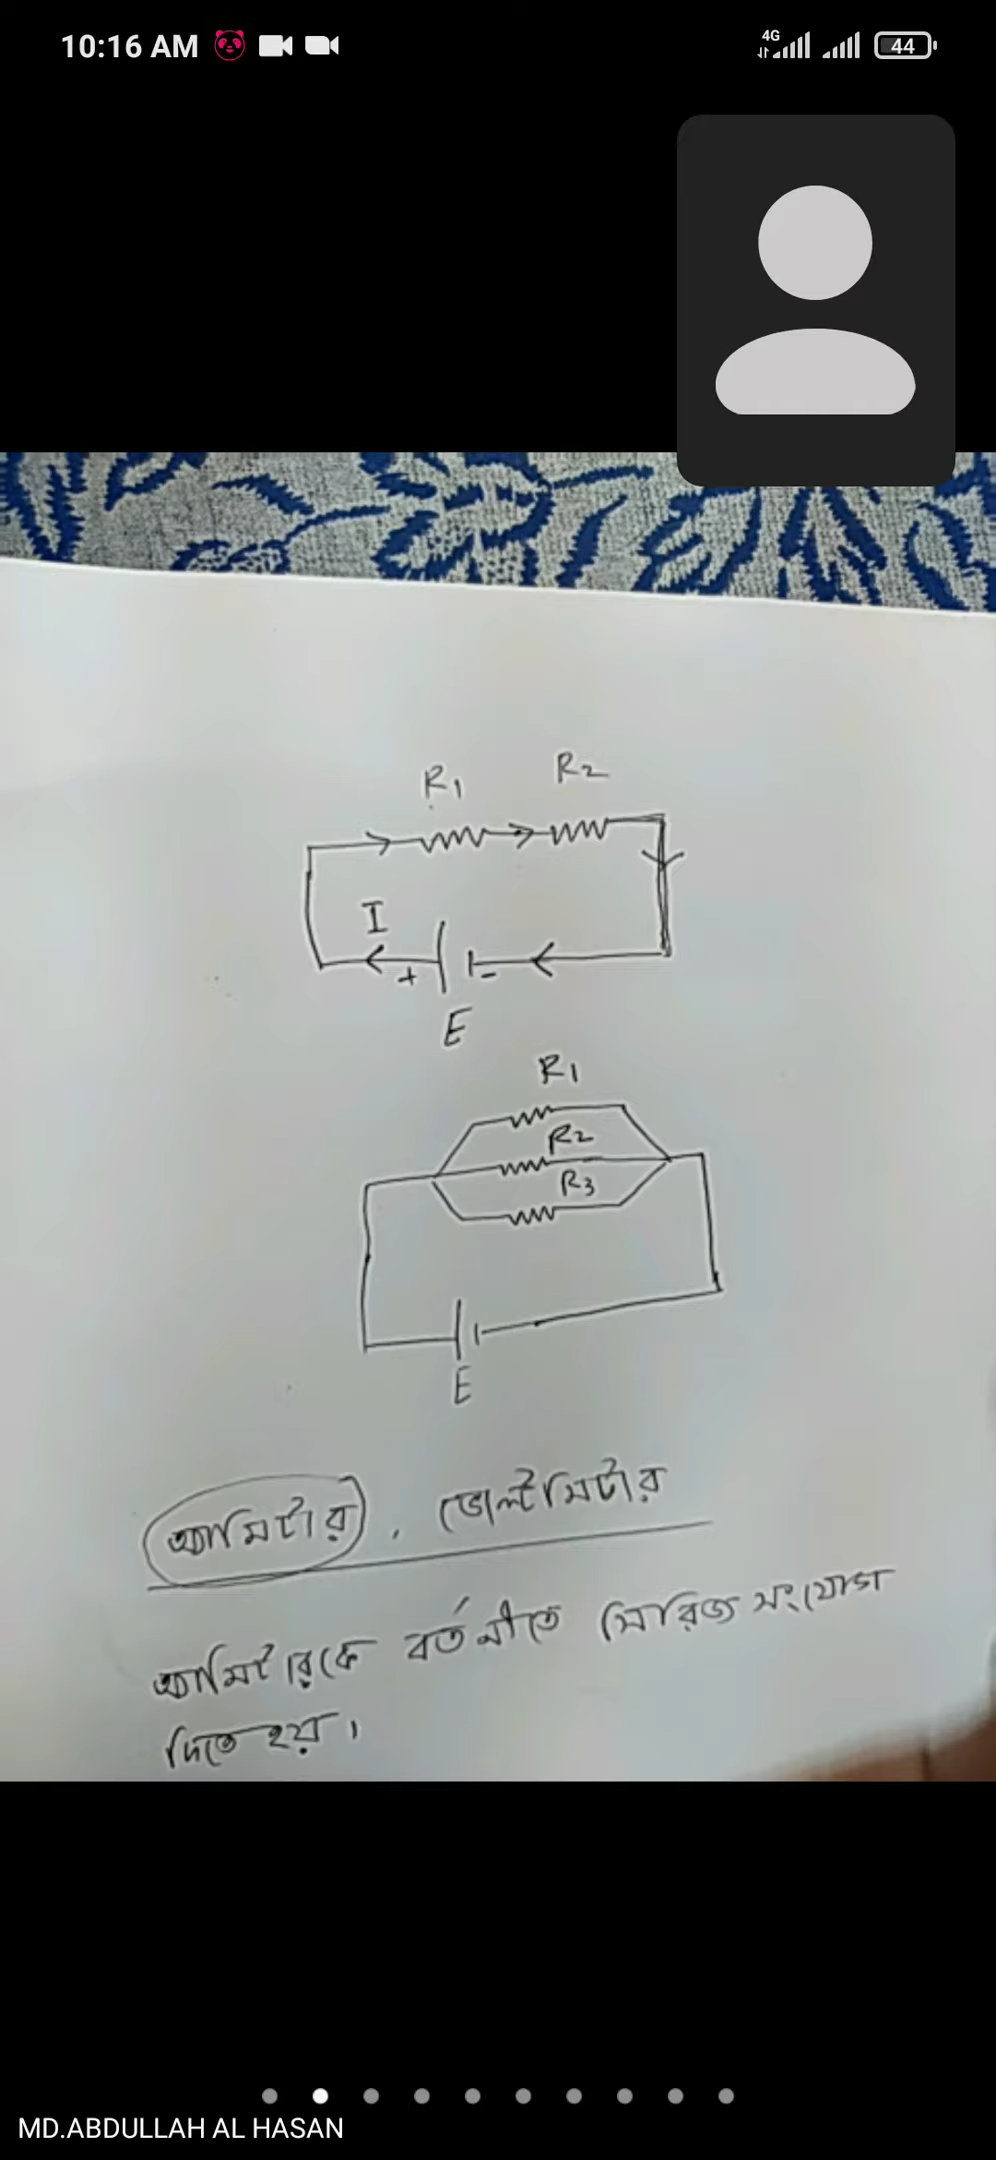 10:16 AM
4G
44
R1
R2
I
+
-
E
R1
R2
R3
E
অ্যামিটার, ভোল্টমিটার
অ্যামিটারকে বর্তনীতে সিরিজ সংযোগ
দিতে হয়।
MD.ABDULLAH AL HASAN